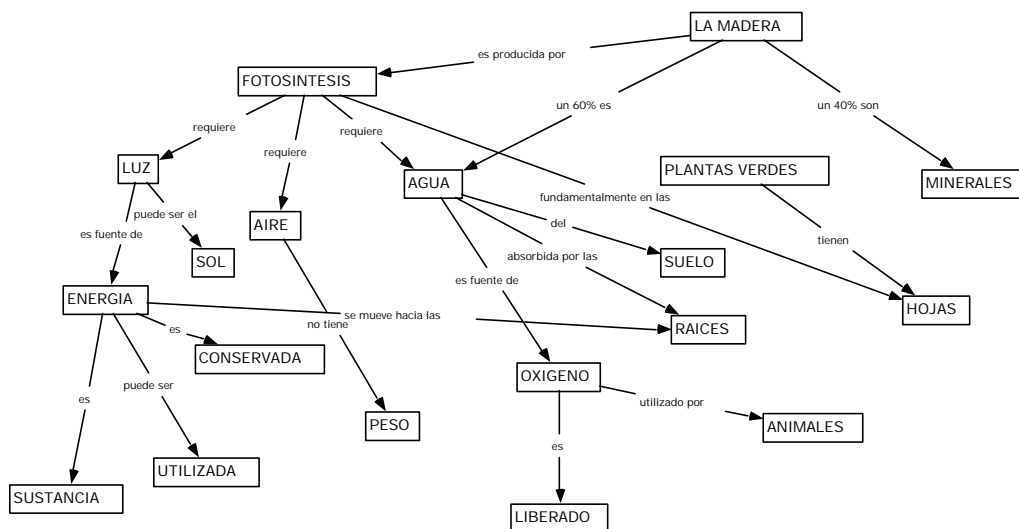 LA MADERA
es producida por
FOTOSINTESIS
un 60% es
un 40% son
requiere
requiere
requiere
LUZ
AGUA
PLANTAS VERDES
MINERALES
fundamentalmente en las
puede ser el
AIRE
del
es fuente de
tienen
SOL
absorbida por las
SUELO
es fuente de
ENERGIA
HOJAS
se mueve hacia las
no tiene
RAICES
es
CONSERVADA
OXIGENO
puede ser
es
utilizado por
PESO
ANIMALES
es
UTILIZADA
SUSTANCIA
LIBERADO